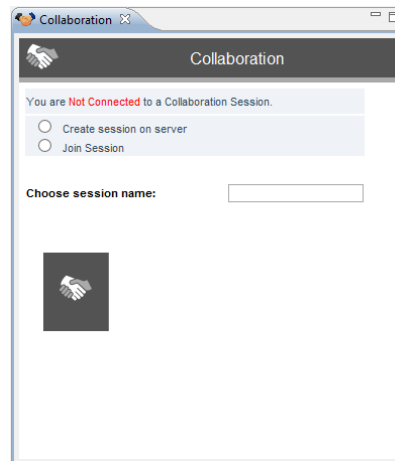 Collaboration
Collaboration
You are Not Connected to a Collaboration Session.
Create session on server
Join Session
Choose session name: